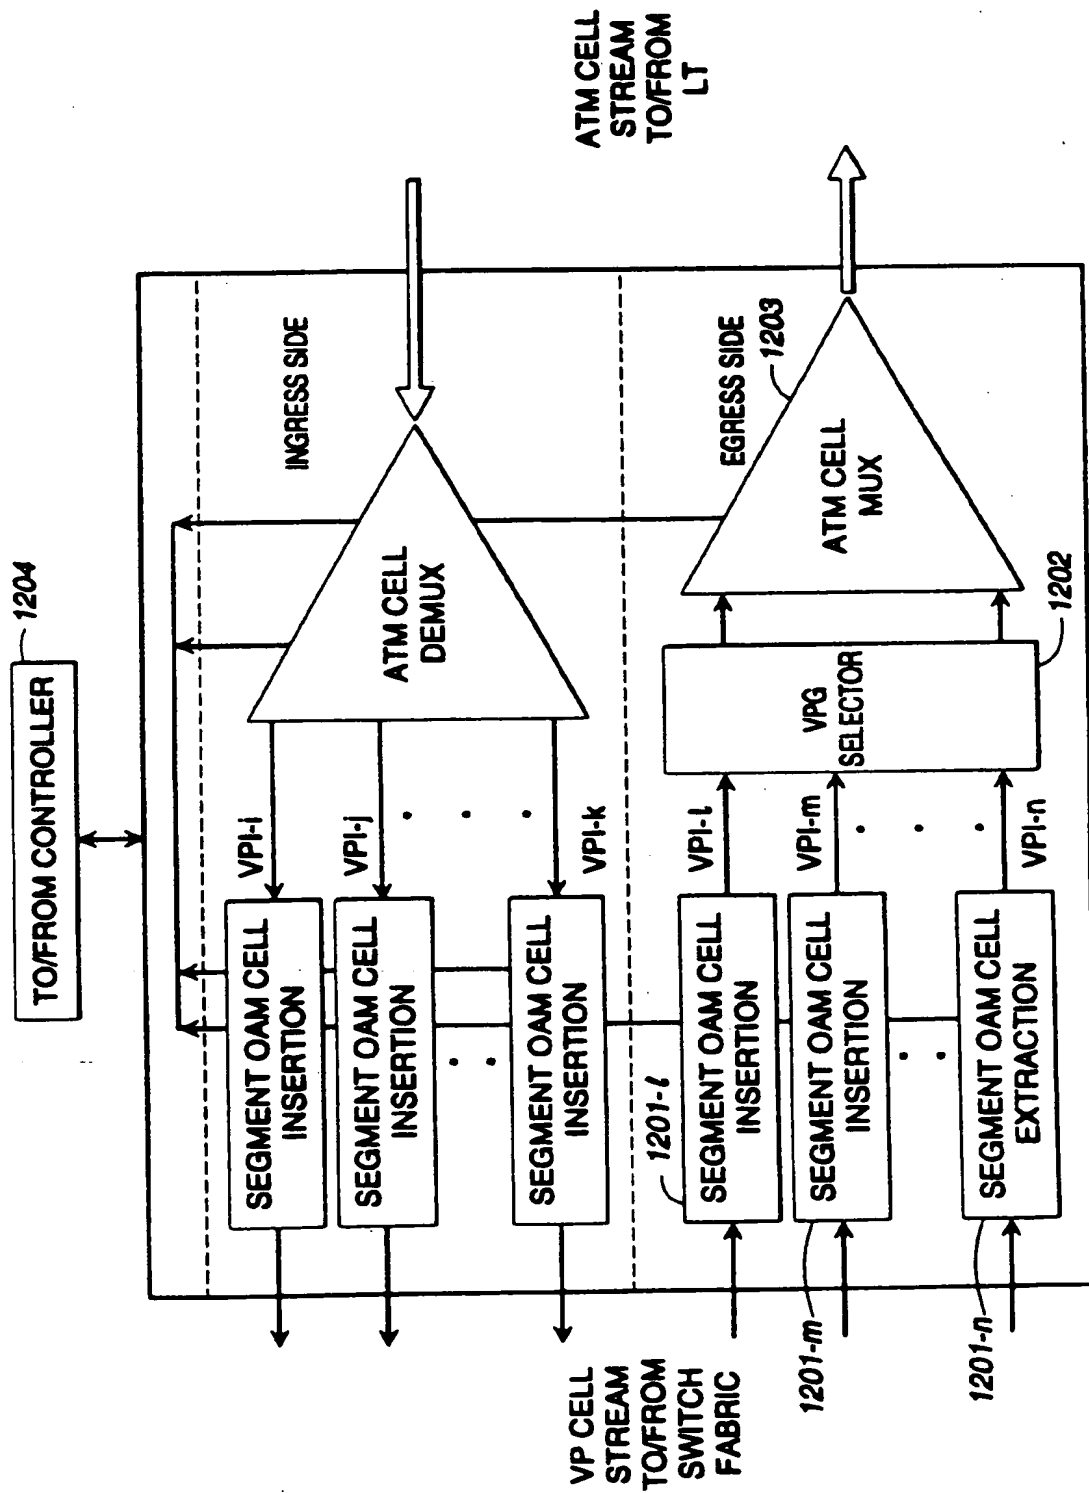 TO/FROM CONTROLLER
1204
INGRESS SIDE
ATM CELL
DEMUX
VPI-i
VPI-j
VPI-k
SEGMENT OAM CELL
INSERTION
SEGMENT OAM CELL
INSERTION
SEGMENT OAM CELL
INSERTION
ATM CELL
STREAM
TO/FROM
LT
VP CELL
STREAM
TO/FROM
SWITCH
FABRIC
EGRESS SIDE
1203
ATM CELL
MUX
VPG
SELECTOR
1202
VPI-l
VPI-m
VPI-n
1201-l
SEGMENT OAM CELL
INSERTION
SEGMENT OAM CELL
INSERTION
1201-m
SEGMENT OAM CELL
EXTRACTION
1201-n